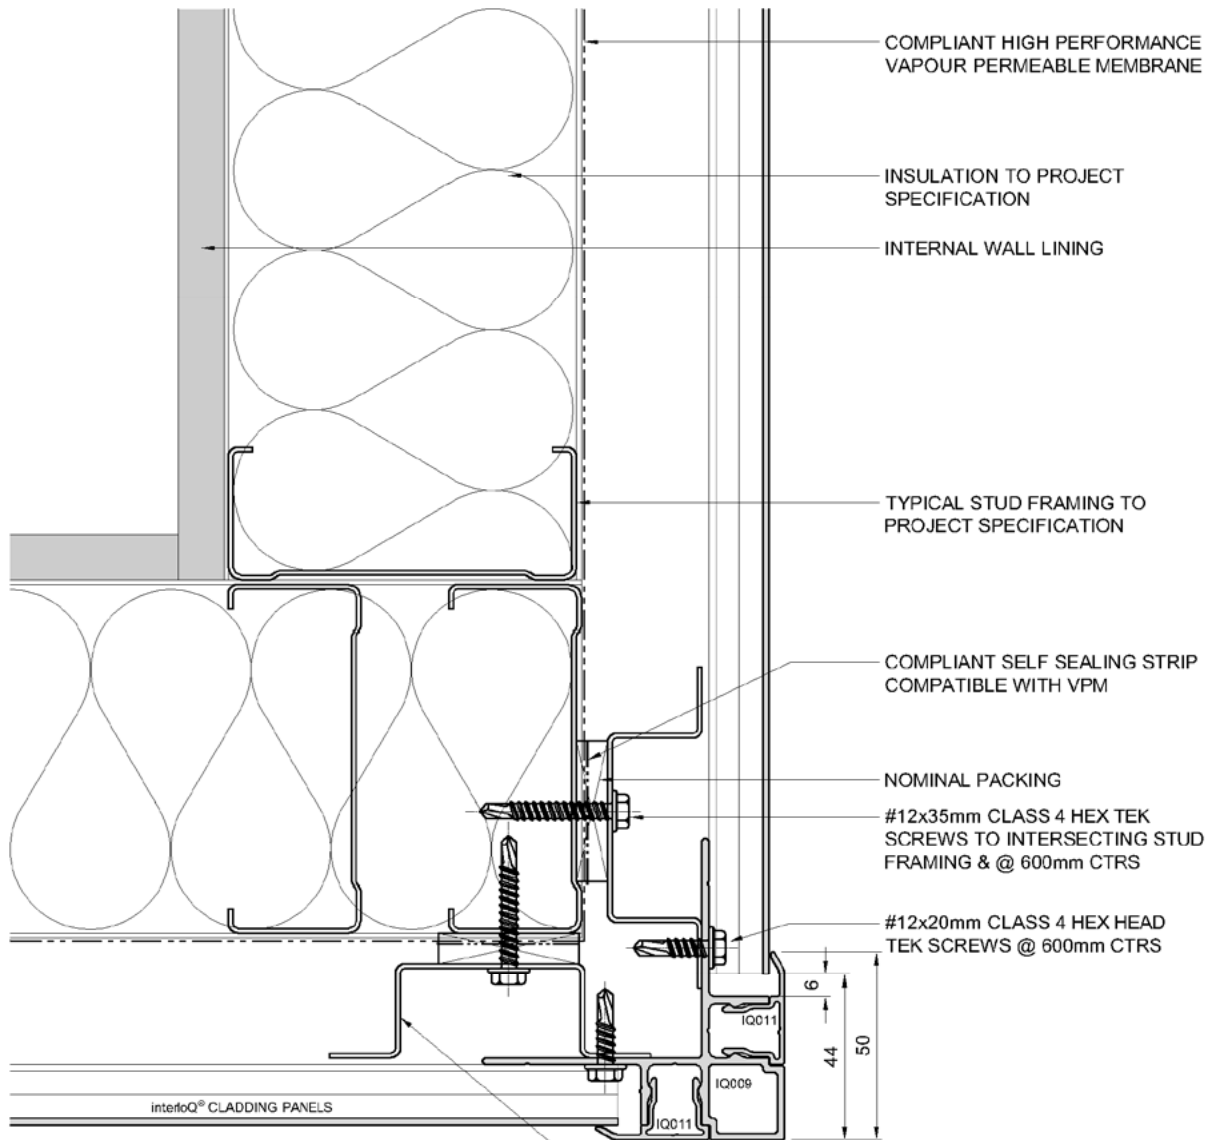 COMPLIANT HIGH PERFORMANCE
VAPOUR PERMEABLE MEMBRANE
INSULATION TO PROJECT
SPECIFICATION
INTERNAL WALL LINING
TYPICAL STUD FRAMING TO
PROJECT SPECIFICATION
COMPLIANT SELF SEALING STRIP
COMPATIBLE WITH VPM
NOMINAL PACKING
#12x35mm CLASS 4 HEX TEK
SCREWS TO INTERSECTING STUD
FRAMING & @ 600mm CTRS
#12x20mm CLASS 4 HEX HEAD
TEK SCREWS @ 600mm CTRS
6
44
50
IQ011
IQ009
IQ011
interloQ® CLADDING PANELS